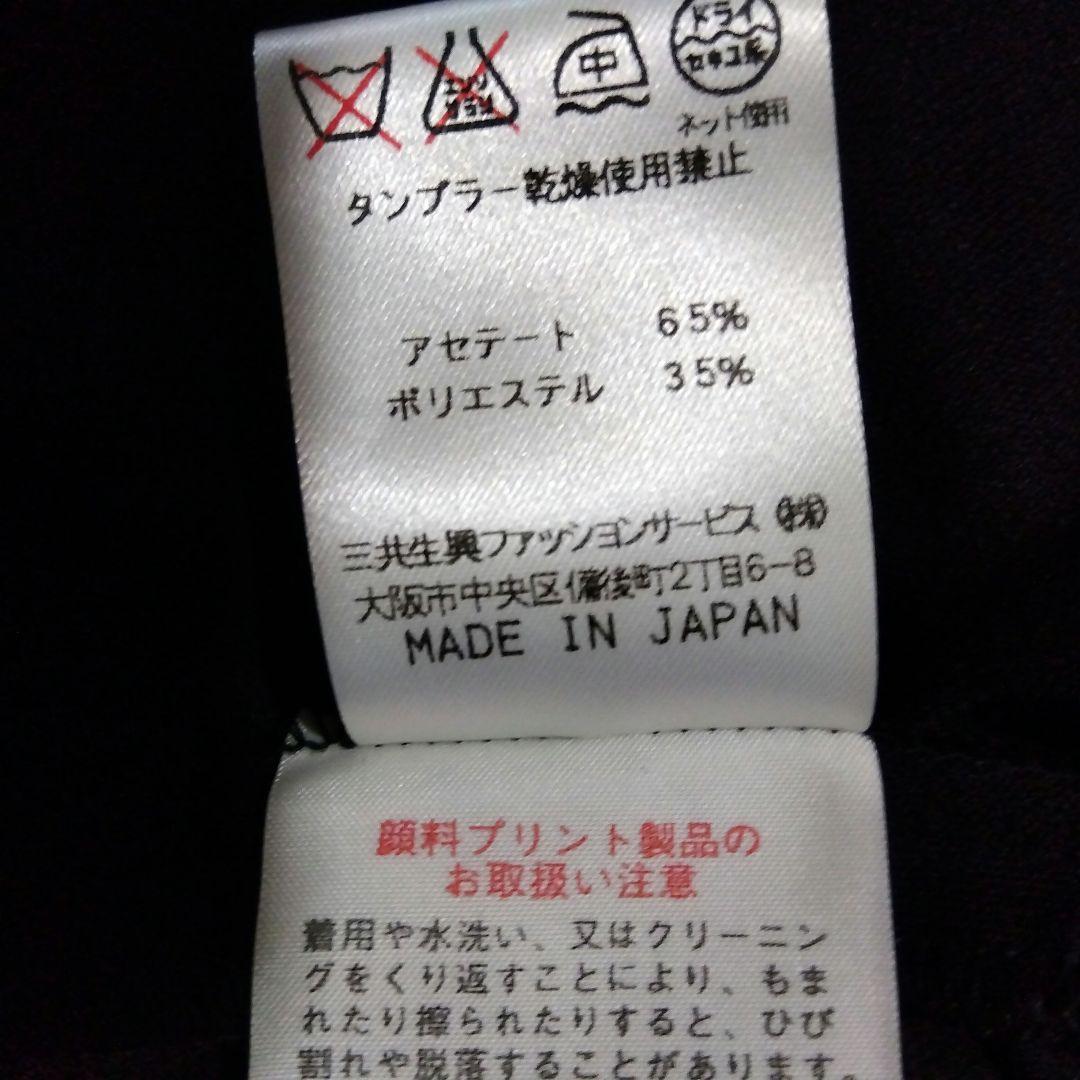 エンソ
サラシ
中
ドライ
セキユ系
ネット使用
タンブラー乾燥使用禁止
アセテート 65%
ポリエステル 35%
三共生興ファッションサービス(株)
大阪市中央区備後町2丁目6-8
MADE IN JAPAN
顔料プリント製品の
お取扱い注意
着用や水洗い、又はクリーニン
グをくり返すことにより、もま
れたり擦られたりすると、ひび
割れや脱落することがあります。